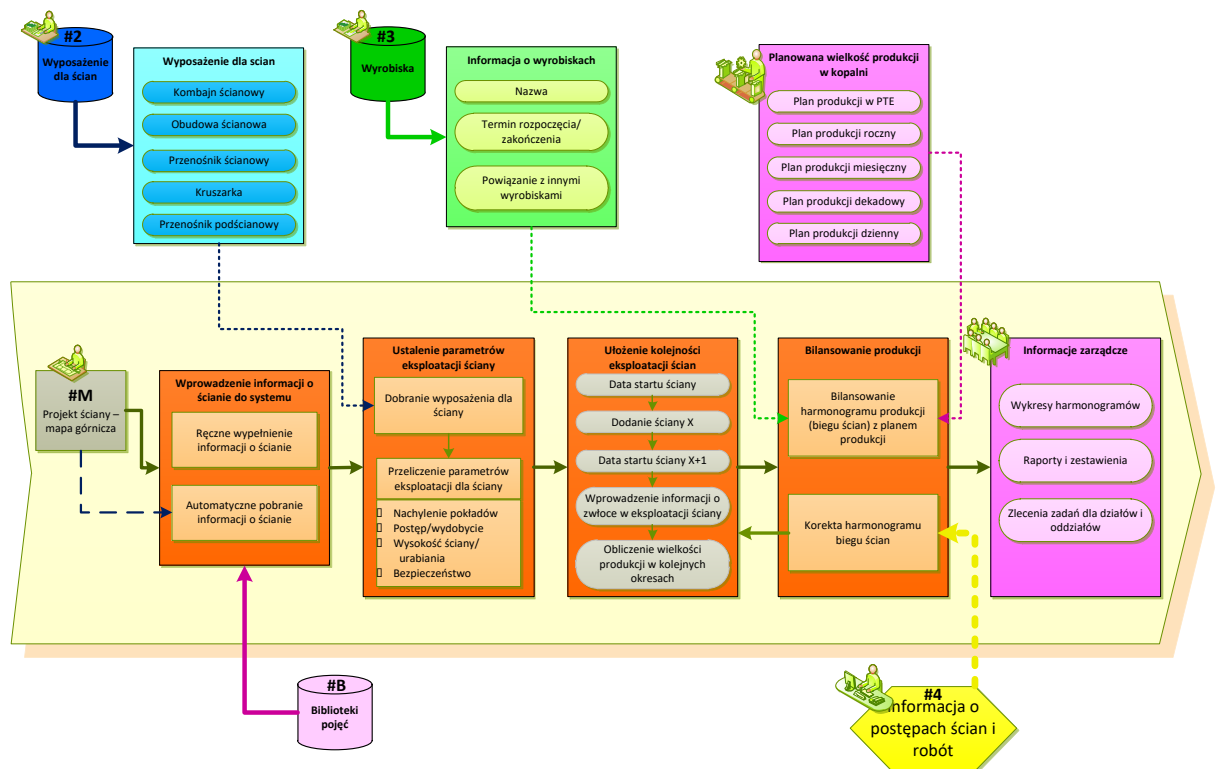 #2
Wyposażenie
dla ścian
Wyposażenie dla scian
Kombajn ścianowy
Obudowa ścianowa
Przenośnik ścianowy
Kruszarka
Przenośnik podścianowy
#3
Wyrobiska
Informacja o wyrobiskach
Nazwa
Termin rozpoczęcia/
zakończenia
Powiązanie z innymi
wyrobiskami
Planowana wielkość produkcji
w kopalni
Plan produkcji w PTE
Plan produkcji roczny
Plan produkcji miesięczny
Plan produkcji dekadowy
Plan produkcji dzienny
#M
Projekt ściany –
mapa górnicza
Wprowadzenie informacji o
ścianie do systemu
Ręczne wypełnienie
informacji o ścianie
Automatyczne pobranie
informacji o ścianie
Ustalenie parametrów
eksploatacji ściany
Dobranie wyposażenia dla
ściany
Przeliczenie parametrów
eksploatacji dla ściany
Nachylenie pokładów
Postęp/wydobycie
Wysokość ściany/
urabiania
Bezpieczeństwo
Ułożenie kolejności
eksploatacji ścian
Data startu ściany
Dodanie ściany X
Data startu ściany X+1
Wprowadzenie informacji o
zwłoce w eksploatacji ściany
Obliczenie wielkości
produkcji w kolejnych
okresach
Bilansowanie produkcji
Bilansowanie
harmonogramu produkcji
(biegu ścian) z planem
produkcji
Korekta harmonogramu
biegu ścian
Informacje zarządcze
Wykresy harmonogramów
Raporty i zestawienia
Zlecenia zadań dla działów i
oddziałów
#B
Biblioteki
pojęć
#4
Informacja o
postępach ścian i
robót